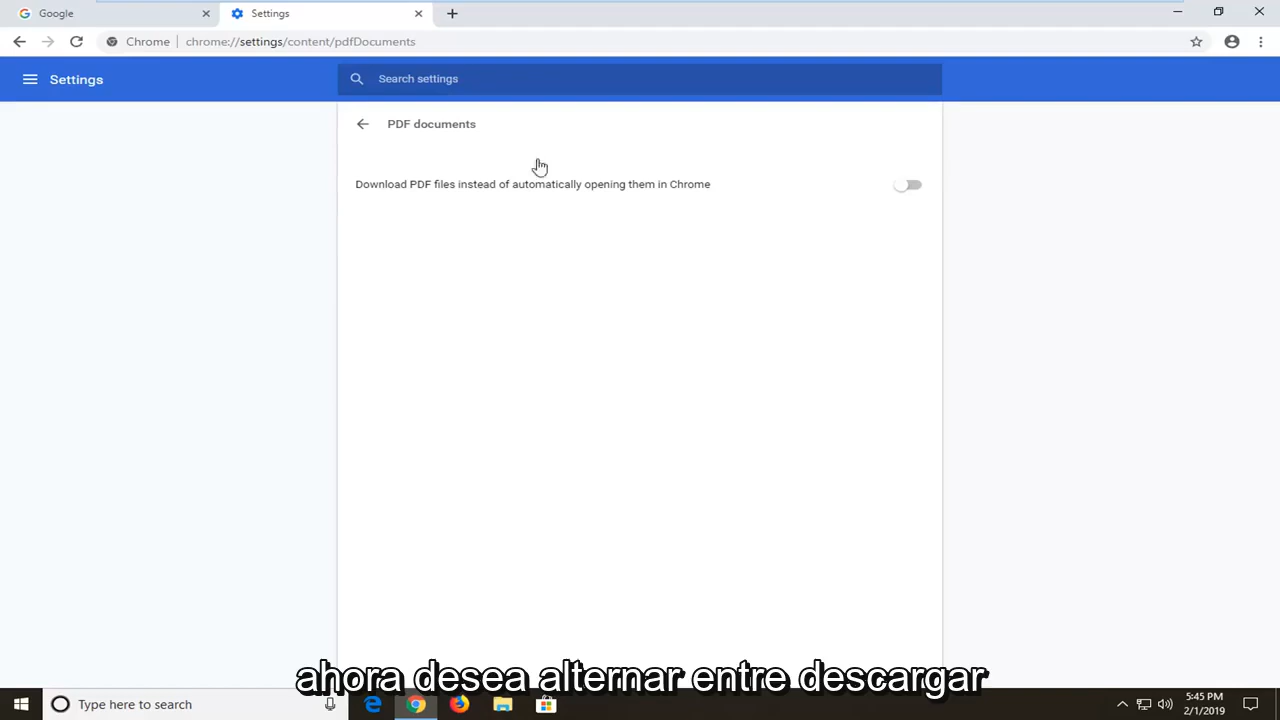 Google
Settings
Chrome
chrome://settings/content/pdfDocuments
Settings
Search settings
PDF documents
Download PDF files instead of automatically opening them in Chrome
ahora desea alternar entre descargar
Type here to search
5:45 PM
2/1/2019